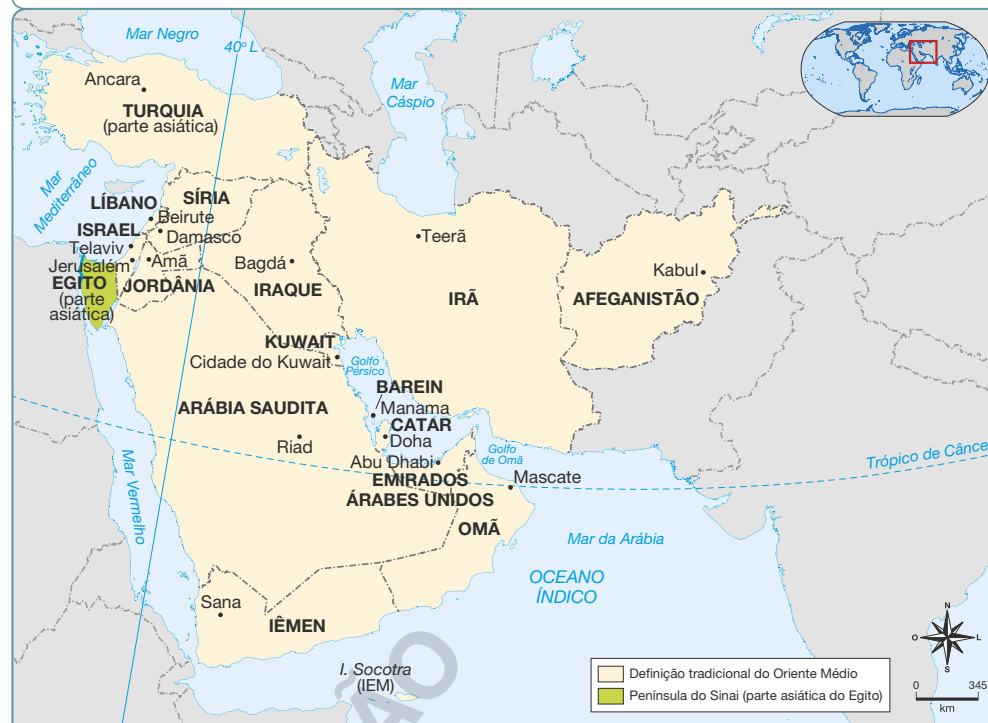 Mar Negro
40º L
Ancara
TURQUIA
(parte asiática)
Mar
Cáspio
Mar
Mediterrâneo
LÍBANO
SÍRIA
Beirute
ISRAEL
Damasco
Telaviv
Jerusalém
Amã
EGITO
(parte
asiática)
JORDÂNIA
Bagdá
IRAQUE
Teerã
IRÃ
Kabul
AFEGANISTÃO
KUWAIT
Cidade do Kuwait
Golfo
Pérsico
BAREIN
Manama
CATAR
Doha
ARÁBIA SAUDITA
Riad
Abu Dhabi
EMIRADOS
ÁRABES UNIDOS
Golfo
de Omã
Mascate
OMÃ
Trópico de Cânce
Mar Vermelho
Mar da Arábia
OCEANO
ÍNDICO
Sana
IÊMEN
I. Socotra
(IEM)
ÃO
N
O
L
S
Definição tradicional do Oriente Médio
Península do Sinai (parte asiática do Egito)
0
345
km